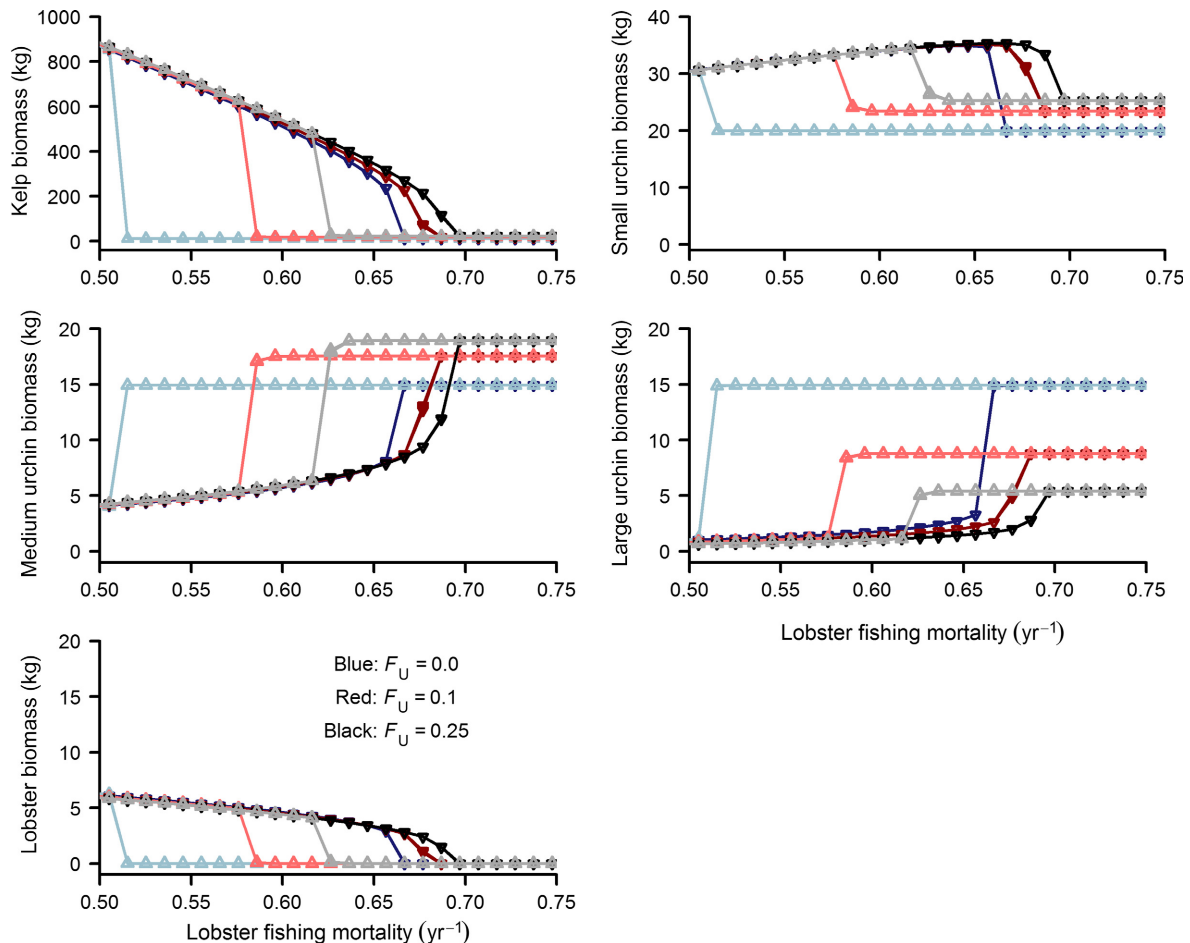 Kelp biomass (kg)
1000
800
600
400
200
0
0.50 0.55 0.60 0.65 0.70 0.75
Small urchin biomass (kg)
40
30
20
10
0
0.50 0.55 0.60 0.65 0.70 0.75
Medium urchin biomass (kg)
20
15
10
5
0
0.50 0.55 0.60 0.65 0.70 0.75
Large urchin biomass (kg)
20
15
10
5
0
0.50 0.55 0.60 0.65 0.70 0.75
Lobster fishing mortality (yr⁻¹)
Lobster biomass (kg)
20
15
10
5
0
Blue: F_U = 0.0
Red: F_U = 0.1
Black: F_U = 0.25
0.50 0.55 0.60 0.65 0.70 0.75
Lobster fishing mortality (yr⁻¹)